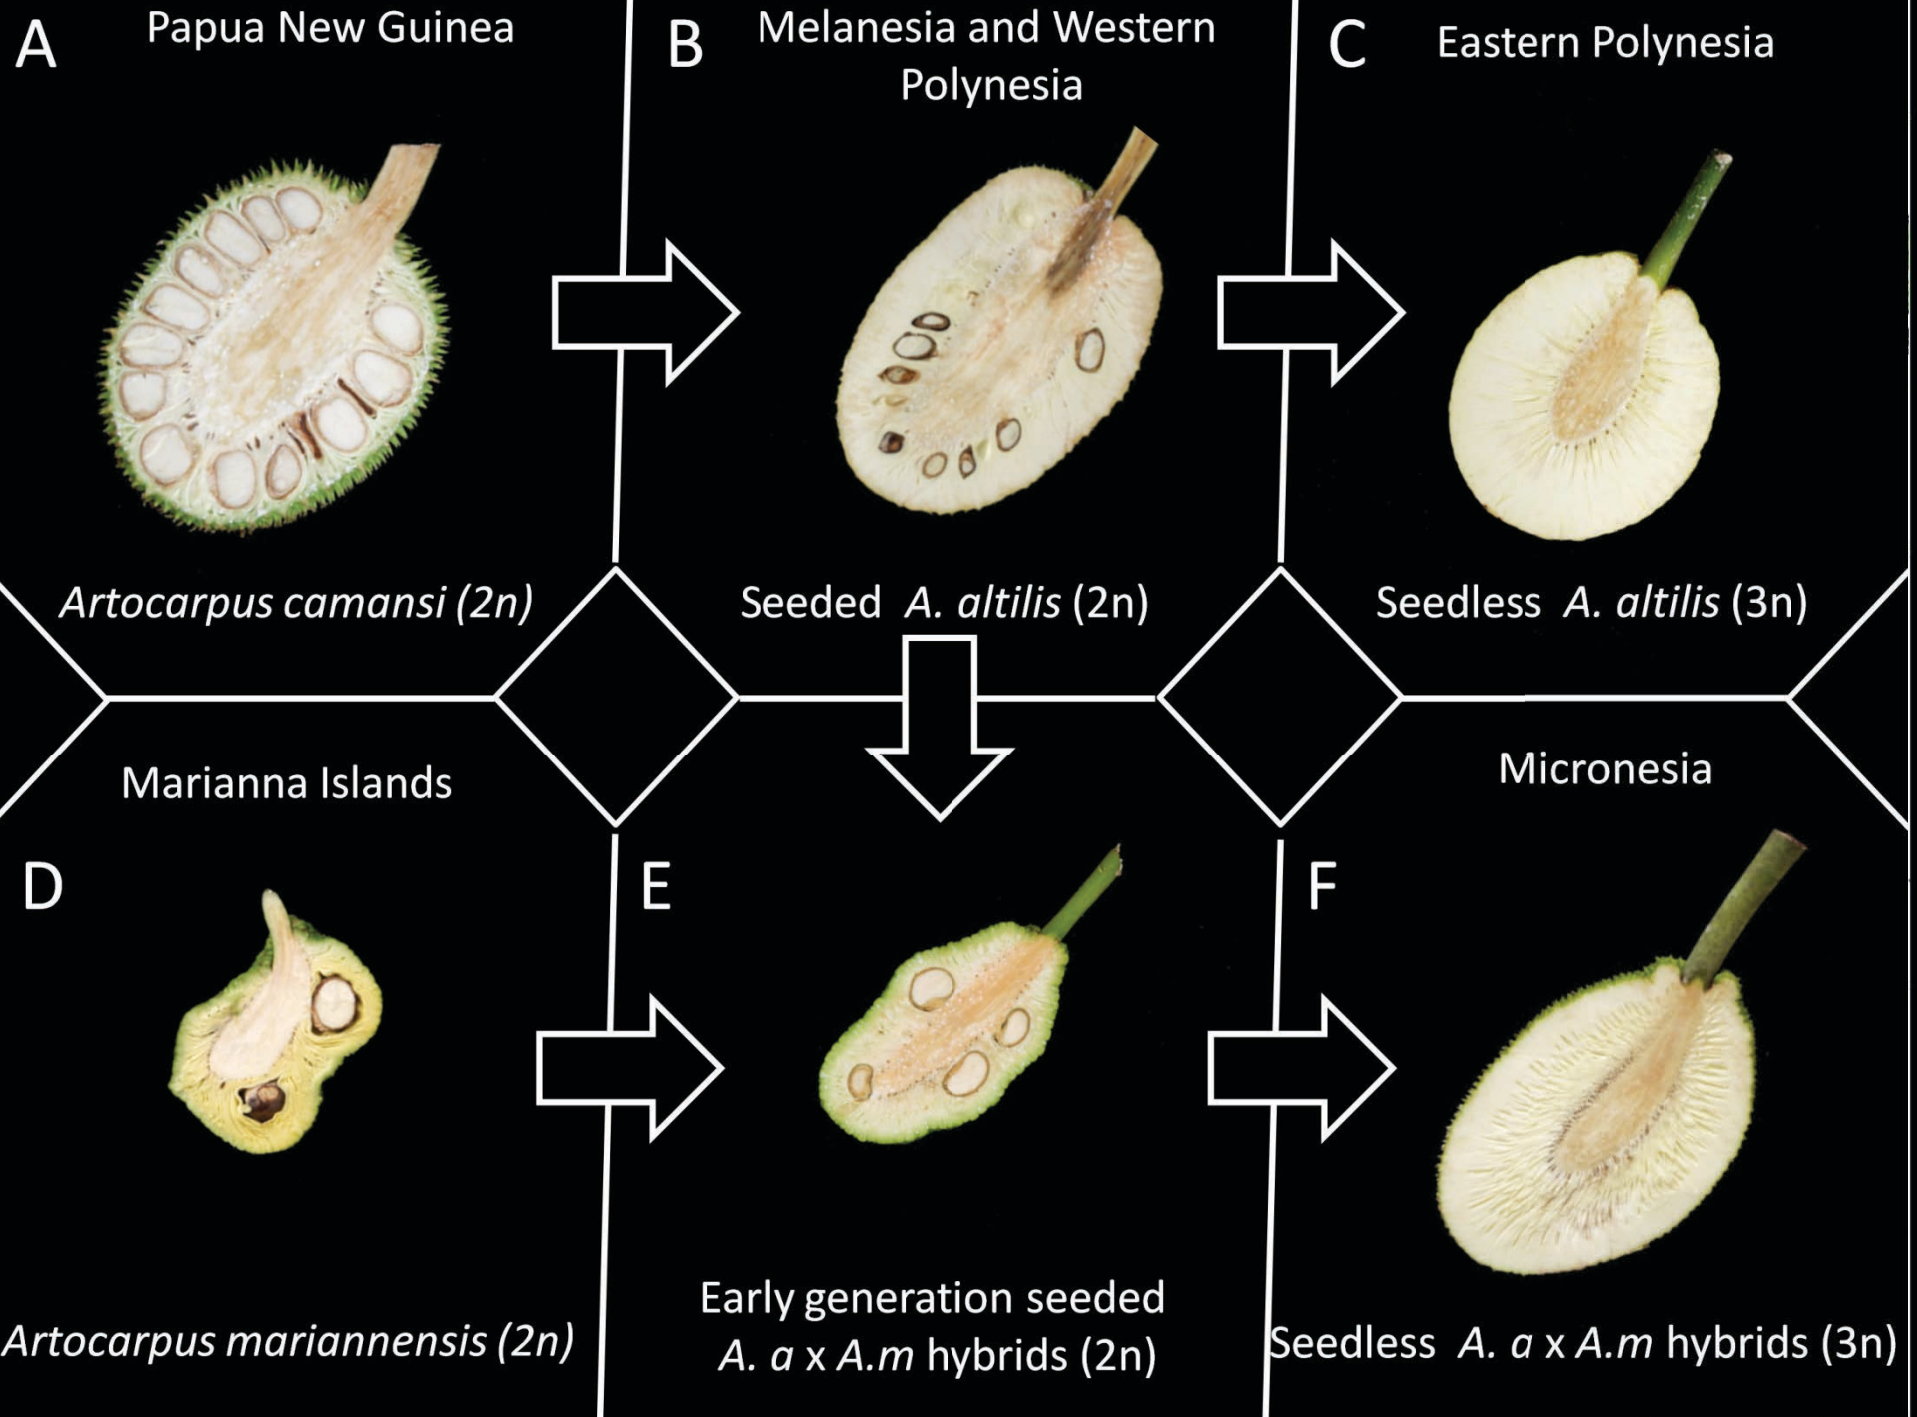 A
Papua New Guinea
B
Melanesia and Western
Polynesia
C
Eastern Polynesia
Artocarpus camansi (2n)
Seeded A. altilis (2n)
Seedless A. altilis (3n)
Marianna Islands
Micronesia
D
E
F
Artocarpus mariannensis (2n)
Early generation seeded
A. a x A.m hybrids (2n)
Seedless A. a x A.m hybrids (3n)